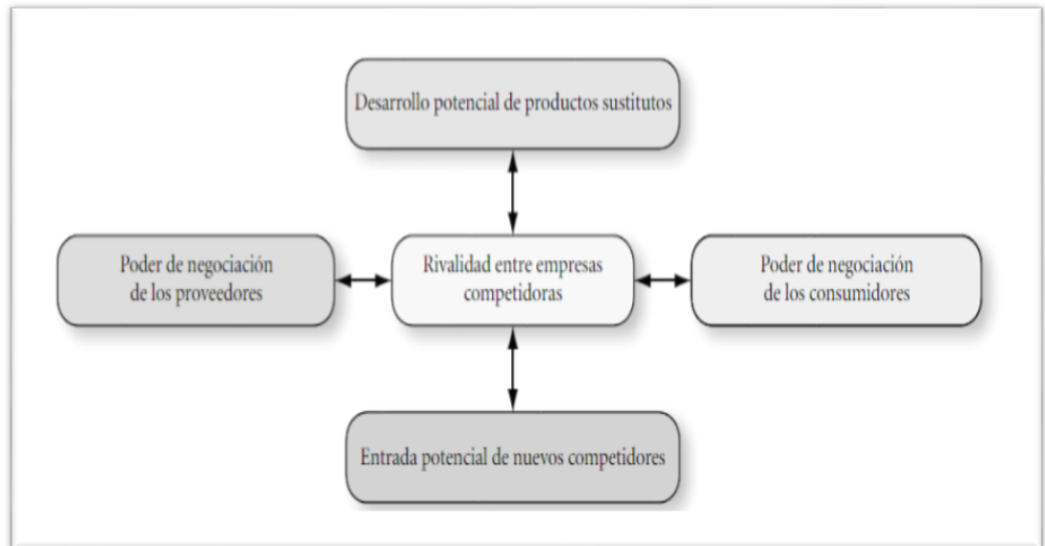 Desarrollo potencial de productos sustitutos
Poder de negociación
de los proveedores
Rivalidad entre empresas
competidoras
Poder de negociación
de los consumidores
Entrada potencial de nuevos competidores